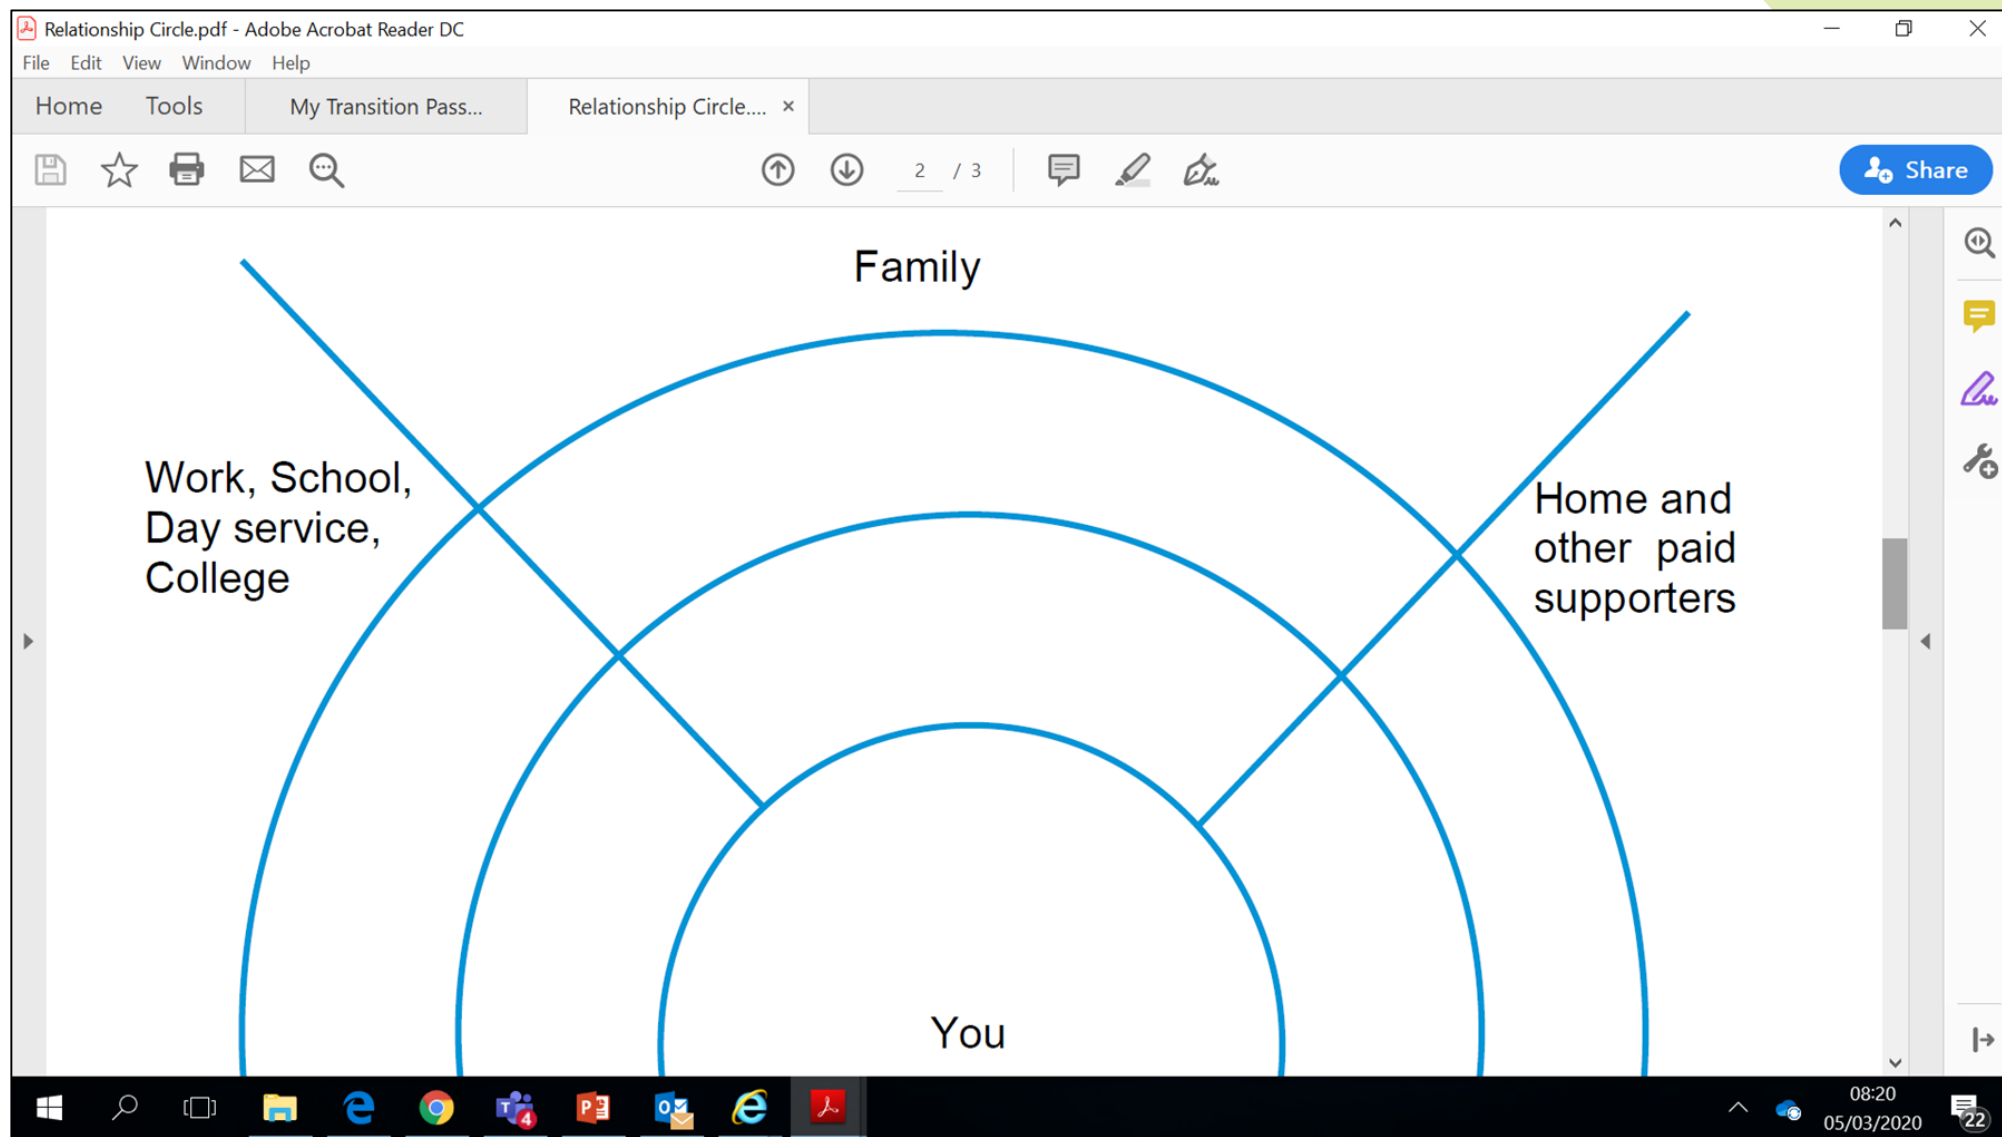 Relationship Circle.pdf - Adobe Acrobat Reader DC
File Edit View Window Help
Home Tools My Transition Pass... Relationship Circle.... ×
2 / 3
Share
Family
Work, School,
Day service,
College
Home and
other paid
supporters
You
T 4 P O 22
08:20
05/03/2020